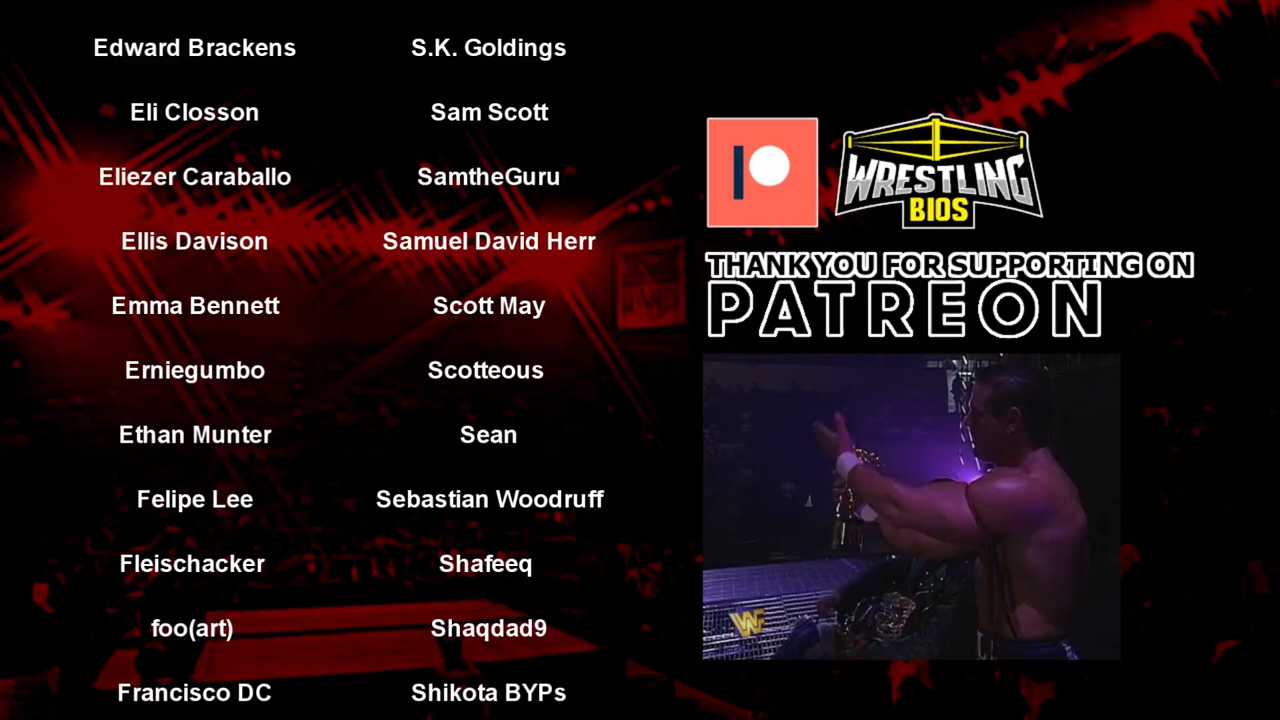 Edward Brackens
Eli Closson
Eliezer Caraballo
Ellis Davison
Emma Bennett
Erniegumbo
Ethan Munter
Felipe Lee
Fleischacker
foo(art)
Francisco DC
S.K. Goldings
Sam Scott
SamtheGuru
Samuel David Herr
Scott May
Scotteous
Sean
Sebastian Woodruff
Shafeeq
Shaqdad9
Shikota BYPs
WRESTLING
BIOS
THANK YOU FOR SUPPORTING ON
PATREON
WF